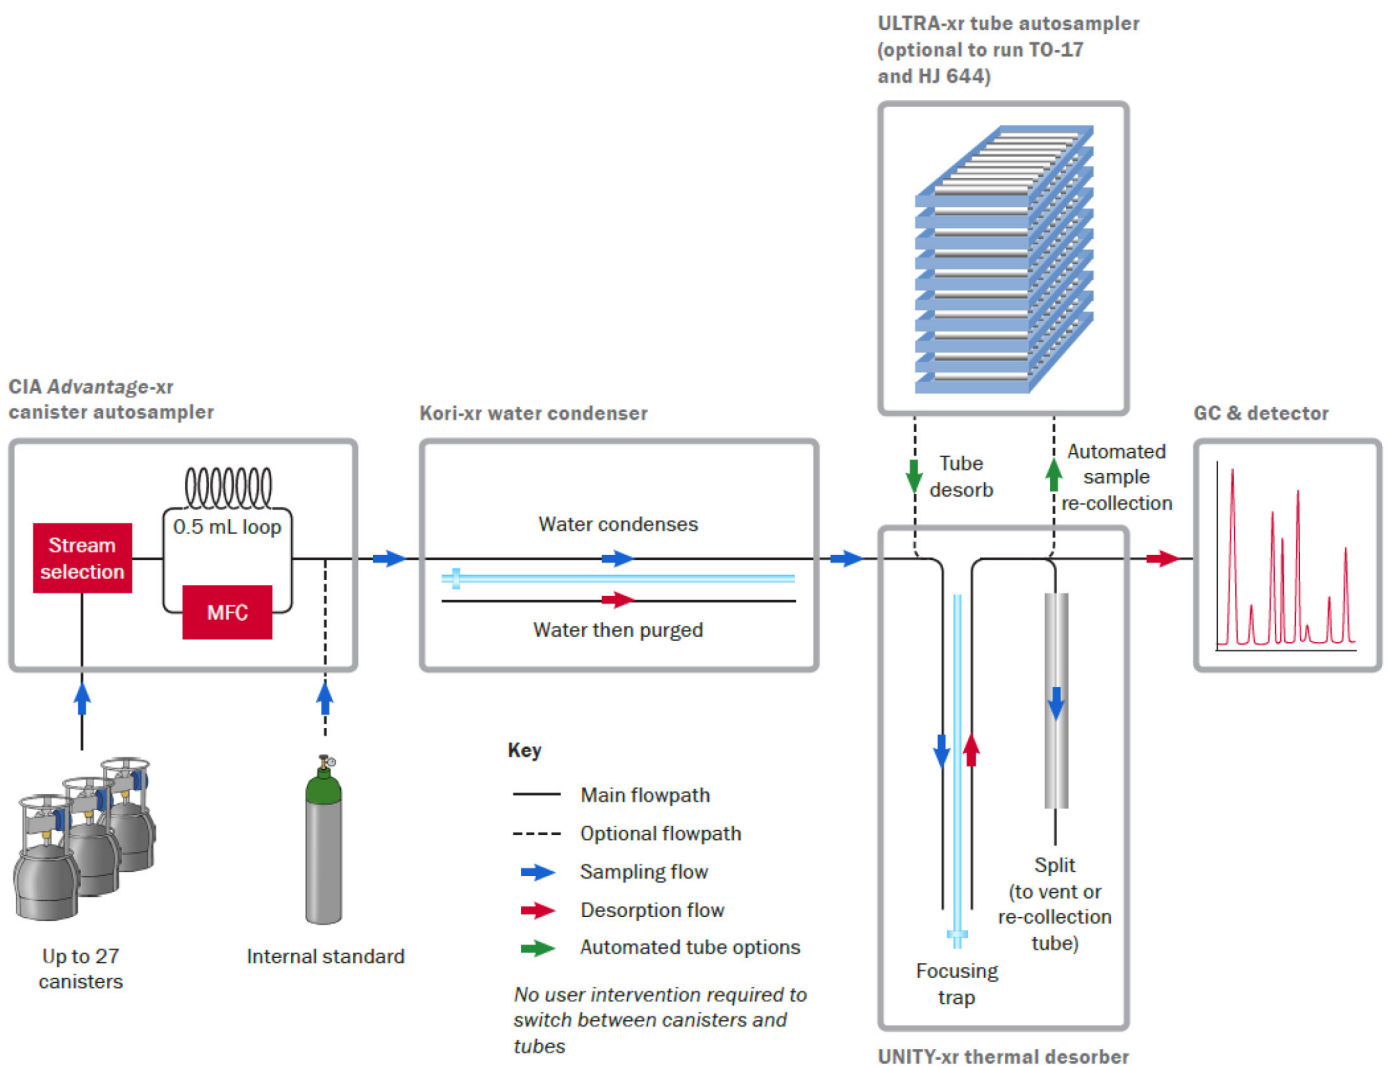 ULTRA-xr tube autosampler
(optional to run TO-17
and HJ 644)
CIA Advantage-xr
canister autosampler
Kori-xr water condenser
GC & detector
Tube
desorb
Automated
sample
re-collection
0.5 mL loop
Stream
selection
MFC
Water condenses
Water then purged
Up to 27
canisters
Internal standard
Key
Main flowpath
Optional flowpath
Sampling flow
Desorption flow
Automated tube options
No user intervention required to
switch between canisters and
tubes
Split
(to vent or
re-collection
tube)
Focusing
trap
UNITY-xr thermal desorber